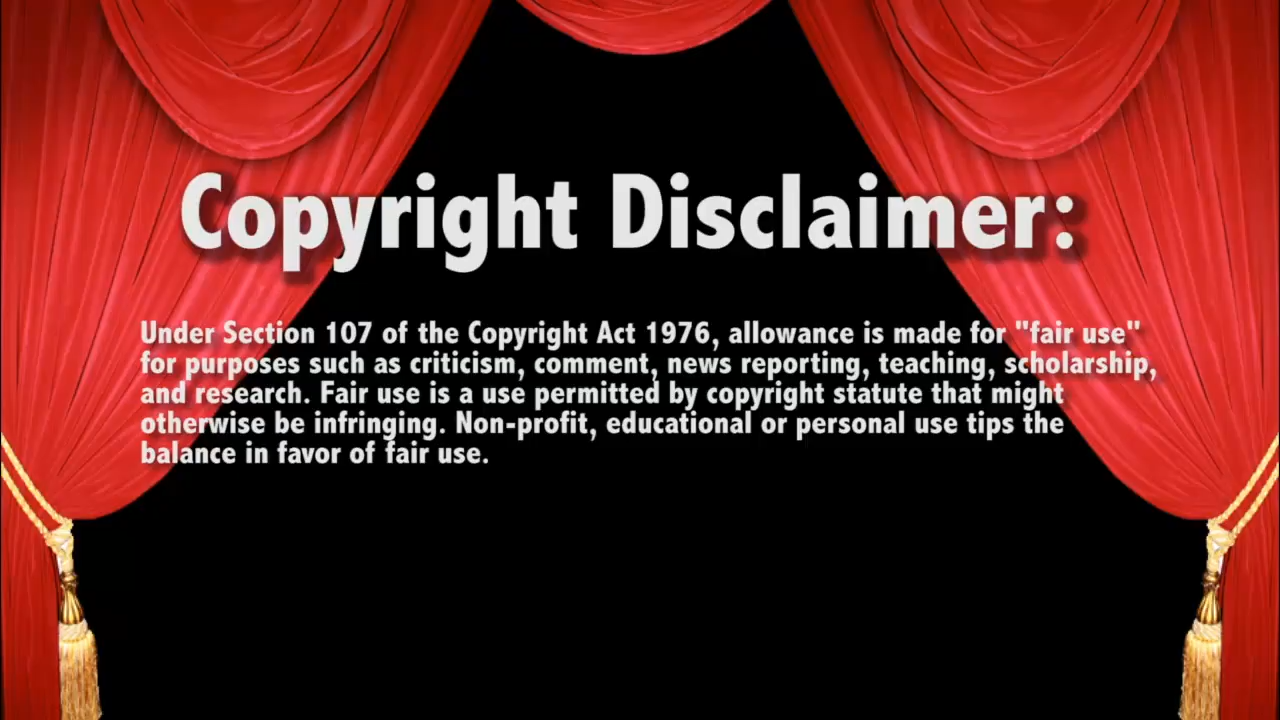 Copyright Disclaimer:
Under Section 107 of the Copyright Act 1976, allowance is made for "fair use"
for purposes such as criticism, comment, news reporting, teaching, scholarship,
and research. Fair use is a use permitted by copyright statute that might
otherwise be infringing. Non-profit, educational or personal use tips the
balance in favor of fair use.